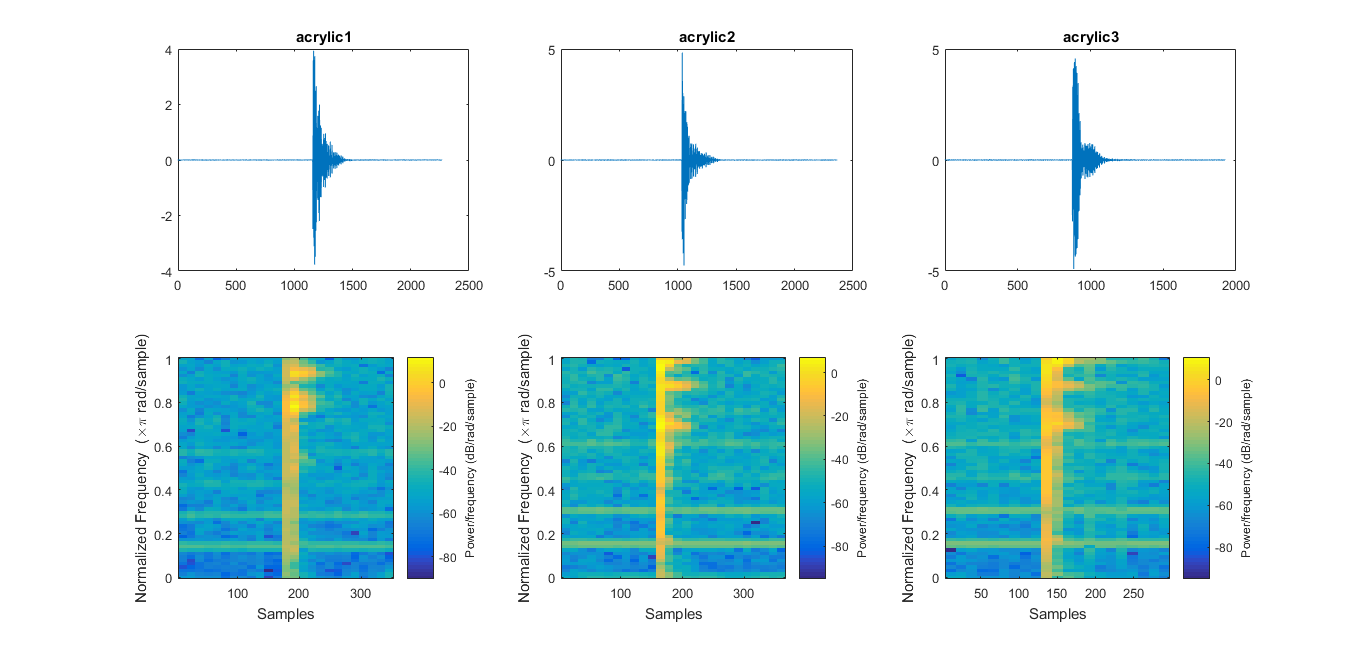 acrylic1
4
2
0
-2
-4
0 500 1000 1500 2000 2500
acrylic2
5
0
-5
0 500 1000 1500 2000 2500
acrylic3
5
0
-5
0 500 1000 1500 2000
Normalized Frequency (×π rad/sample)
1
0.8
0.6
0.4
0.2
0
100 200 300
Samples
0
-20
-40
-60
-80
Power/frequency (dB/rad/sample)
Normalized Frequency (×π rad/sample)
1
0.8
0.6
0.4
0.2
0
100 200 300
Samples
0
-20
-40
-60
-80
Power/frequency (dB/rad/sample)
Normalized Frequency (×π rad/sample)
1
0.8
0.6
0.4
0.2
0
50 100 150 200 250
Samples
0
-20
-40
-60
-80
Power/frequency (dB/rad/sample)